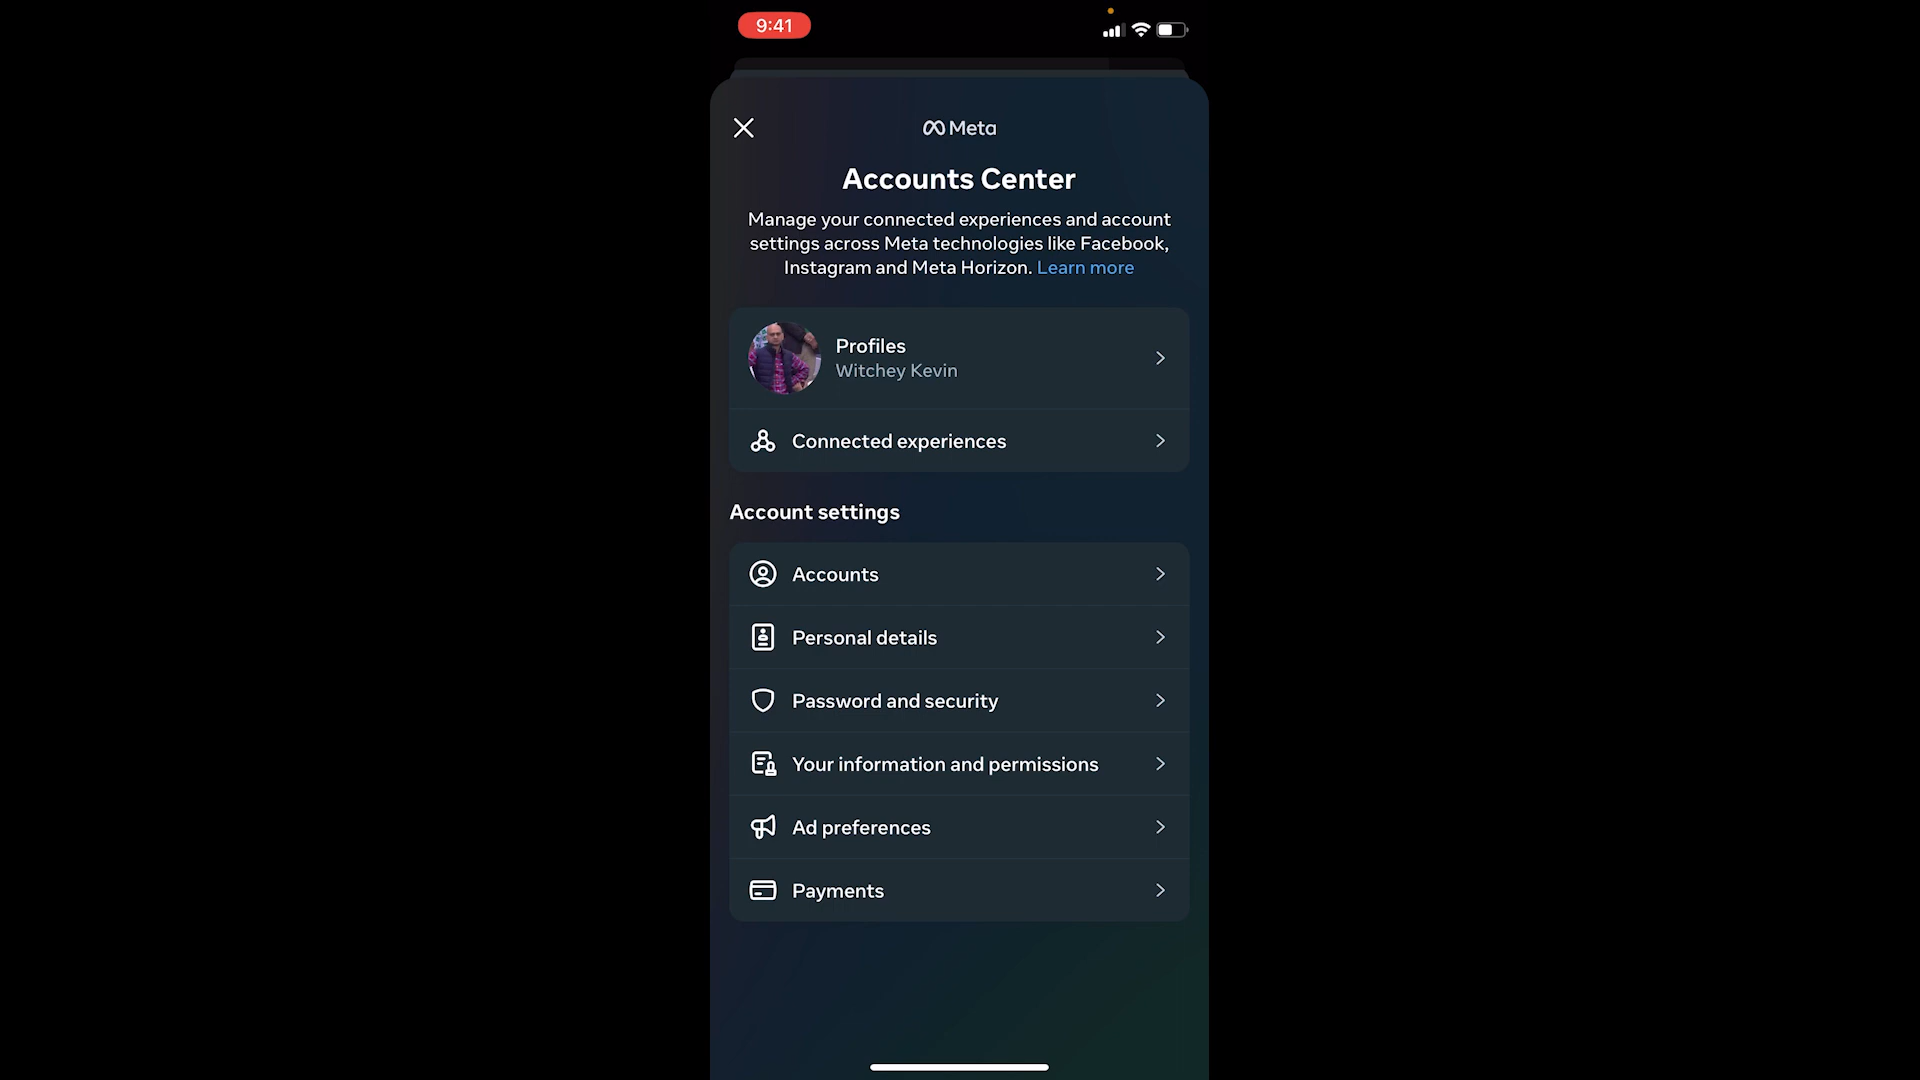 9:41
Meta
Accounts Center
Manage your connected experiences and account
settings across Meta technologies like Facebook,
Instagram and Meta Horizon. Learn more
Profiles
Witchey Kevin
Connected experiences
Account settings
Accounts
Personal details
Password and security
Your information and permissions
Ad preferences
Payments